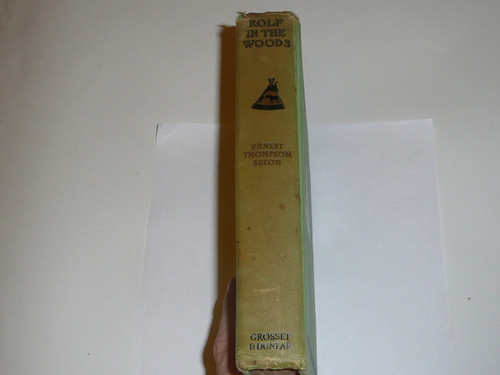 ROLF
IN THE
WOODS
ERNEST
THOMPSON
SETON
GROSSET
& DUNLAP